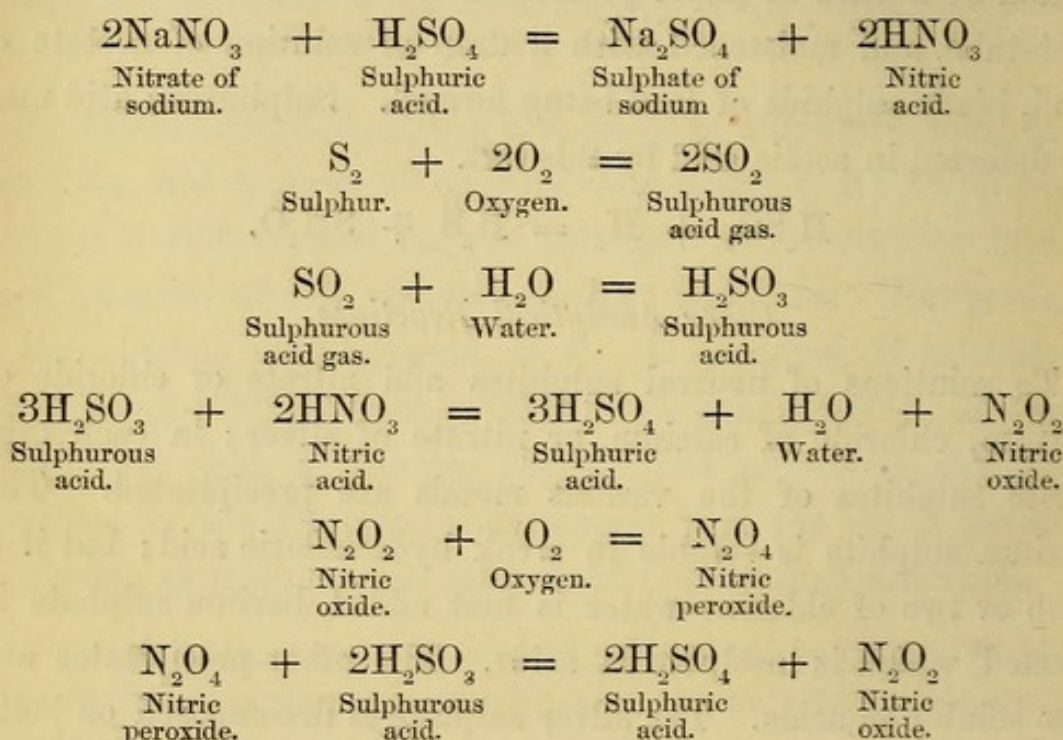 2NaNO₃ + H₂SO₄ = Na₂SO₄ + 2HNO₃
Nitrate of Sulphuric Sulphate of Nitric
sodium. acid. sodium acid.
S₂ + 2O₂ = 2SO₂
Sulphur. Oxygen. Sulphurous
acid gas.
SO₂ + H₂O = H₂SO₃
Sulphurous Water. Sulphurous
acid gas. acid.
3H₂SO₃ + 2HNO₃ = 3H₂SO₄ + H₂O + N₂O₂
Sulphurous Nitric Sulphuric Water. Nitric
acid. acid. acid. oxide.
N₂O₂ + O₂ = N₂O₄
Nitric Oxygen. Nitric
oxide. peroxide.
N₂O₄ + 2H₂SO₃ = 2H₂SO₄ + N₂O₂
Nitric Sulphurous Sulphuric Nitric
peroxide. acid. acid. oxide.